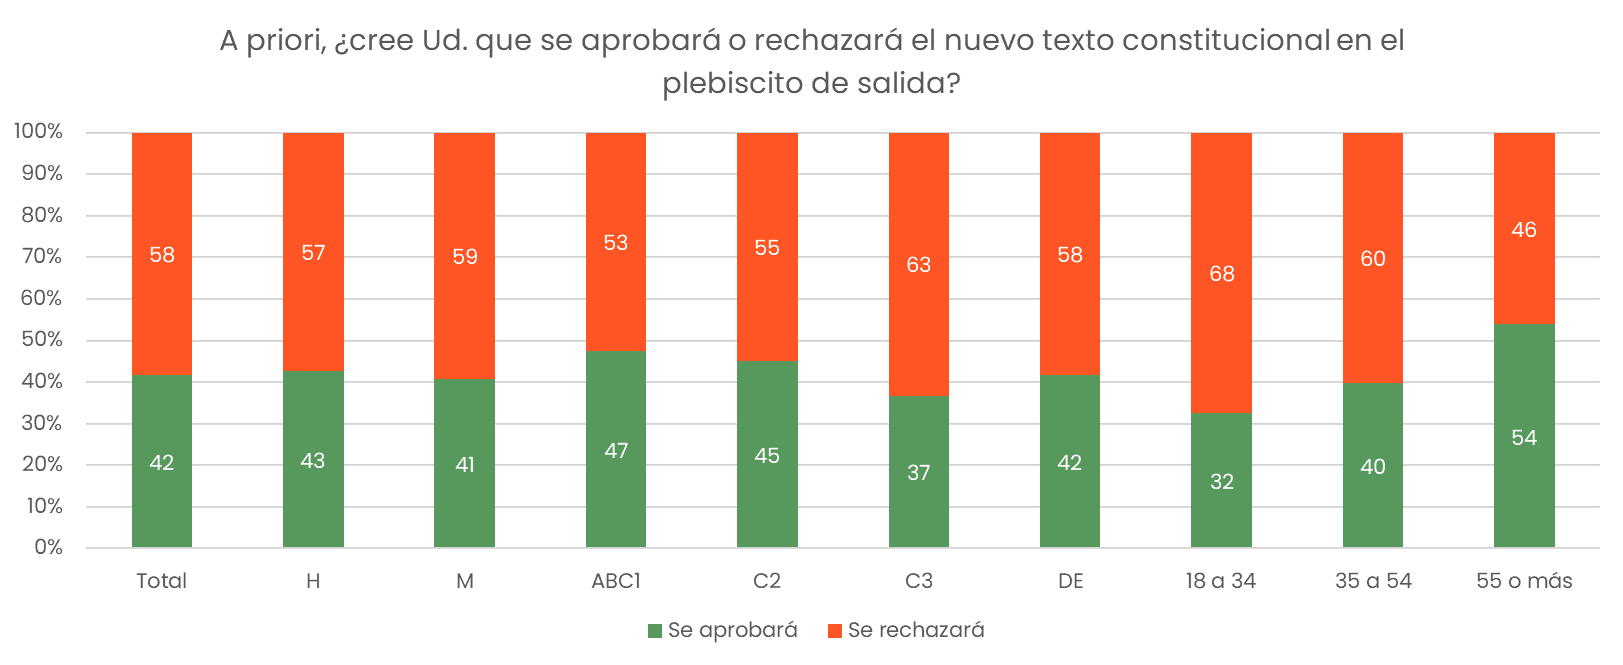 A priori, ¿cree Ud. que se aprobará o rechazará el nuevo texto constitucional en el
plebiscito de salida?
100%
90%
80%
70%
60%
50%
40%
30%
20%
10%
0%
58 57 59 53 55 63 58 68 60 46
42 43 41 47 45 37 42 32 40 54
Total H M ABC1 C2 C3 DE 18 a 34 35 a 54 55 o más
Se aprobará Se rechazará